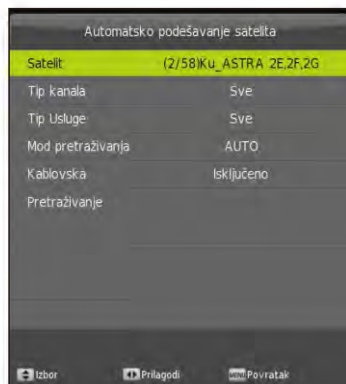 Automatsko podešavanje satelita
Satelit (2/58)Ku_ASTRA 2E,2F,2G
Tip kanala Sve
Tip Usluge Sve
Mod pretraživanja AUTO
Kablovska Isključeno
Pretraživanje
Izbor Prilagodi MENU Povratak